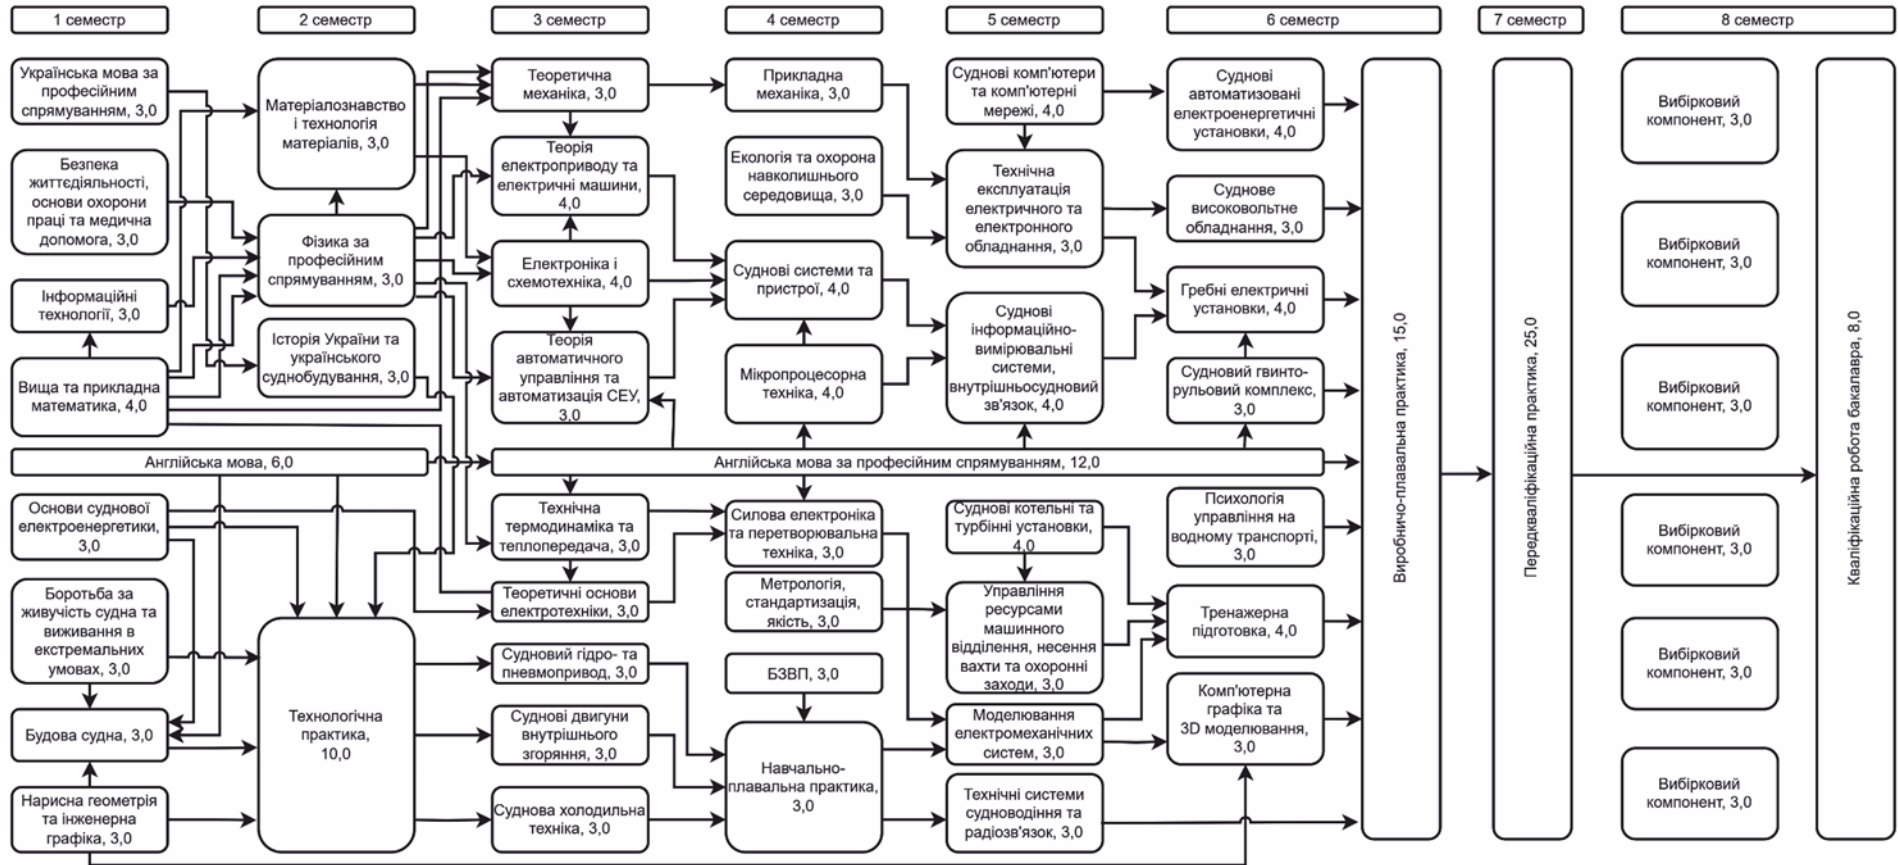 1 семестр
2 семестр
3 семестр
4 семестр
5 семестр
6 семестр
7 семестр
8 семестр
Українська мова за
професійним
спрямуванням, 3,0
Безпека
життєдіяльності,
основи охорони
праці та медична
допомога, 3,0
Інформаційні
технології, 3,0
Вища та прикладна
математика, 4,0
Англійська мова, 6,0
Основи суднової
електроенергетики,
3,0
Боротьба за
живучість судна та
виживання в
екстремальних
умовах, 3,0
Будова судна, 3,0
Нарисна геометрія
та інженерна
графіка, 3,0
Матеріалознавство
і технологія
матеріалів, 3,0
Фізика за
професійним
спрямуванням, 3,0
Історія України та
українського
суднобудування, 3,0
Технологічна
практика,
10,0
Теоретична
механіка, 3,0
Теорія
електроприводу та
електричні машини,
4,0
Електроніка і
схемотехніка, 4,0
Теорія
автоматичного
управління та
автоматизація СЕУ,
3,0
Англійська мова за професійним спрямуванням, 12,0
Технічна
термодинаміка та
теплопередача, 3,0
Теоретичні основи
електротехніки, 3,0
Судновий гідро- та
пневмопривод, 3,0
Суднові двигуни
внутрішнього
згоряння, 3,0
Суднова холодильна
техніка, 3,0
Прикладна
механіка, 3,0
Екологія та охорона
навколишнього
середовища, 3,0
Суднові системи та
пристрої, 4,0
Мікропроцесорна
техніка, 4,0
Силова електроніка
та перетворювальна
техніка, 3,0
Метрологія,
стандартизація,
якість, 3,0
БЗВП, 3,0
Навчально-
плавальна практика,
3,0
Суднові комп'ютери
та комп'ютерні
мережі, 4,0
Технічна
експлуатація
електричного та
електронного
обладнання, 3,0
Суднові
інформаційно-
вимірювальні
системи,
внутрішньосудновий
зв'язок, 4,0
Суднові котельні та
турбінні установки,
4,0
Управління
ресурсами
машинного
відділення, несення
вахти та охоронні
заходи, 3,0
Моделювання
електромеханічних
систем, 3,0
Технічні системи
судноводіння та
радіозв'язок, 3,0
Суднові
автоматизовані
електроенергетичні
установки, 4,0
Суднове
високовольтне
обладнання, 3,0
Гребні електричні
установки, 4,0
Судновий гвинто-
рульовий комплекс,
3,0
Психологія
управління на
водному транспорті,
3,0
Тренажерна
підготовка, 4,0
Комп'ютерна
графіка та
3D моделювання,
3,0
Виробничо-плавальна практика, 15,0
Передкваліфікаційна практика, 25,0
Вибірковий
компонент, 3,0
Вибірковий
компонент, 3,0
Вибірковий
компонент, 3,0
Вибірковий
компонент, 3,0
Вибірковий
компонент, 3,0
Вибірковий
компонент, 3,0
Кваліфікаційна робота бакалавра, 8,0